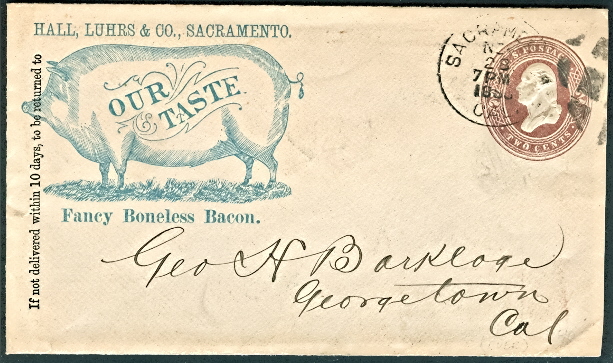 HALL, LUHRS & CO., SACRAMENTO.
If not delivered within 10 days, to be returned to
OUR
& TASTE
Fancy Boneless Bacon.
7 PM
U.S. POSTAGE
TWO CENTS
Geo H Barklage
Georgetown
Cal